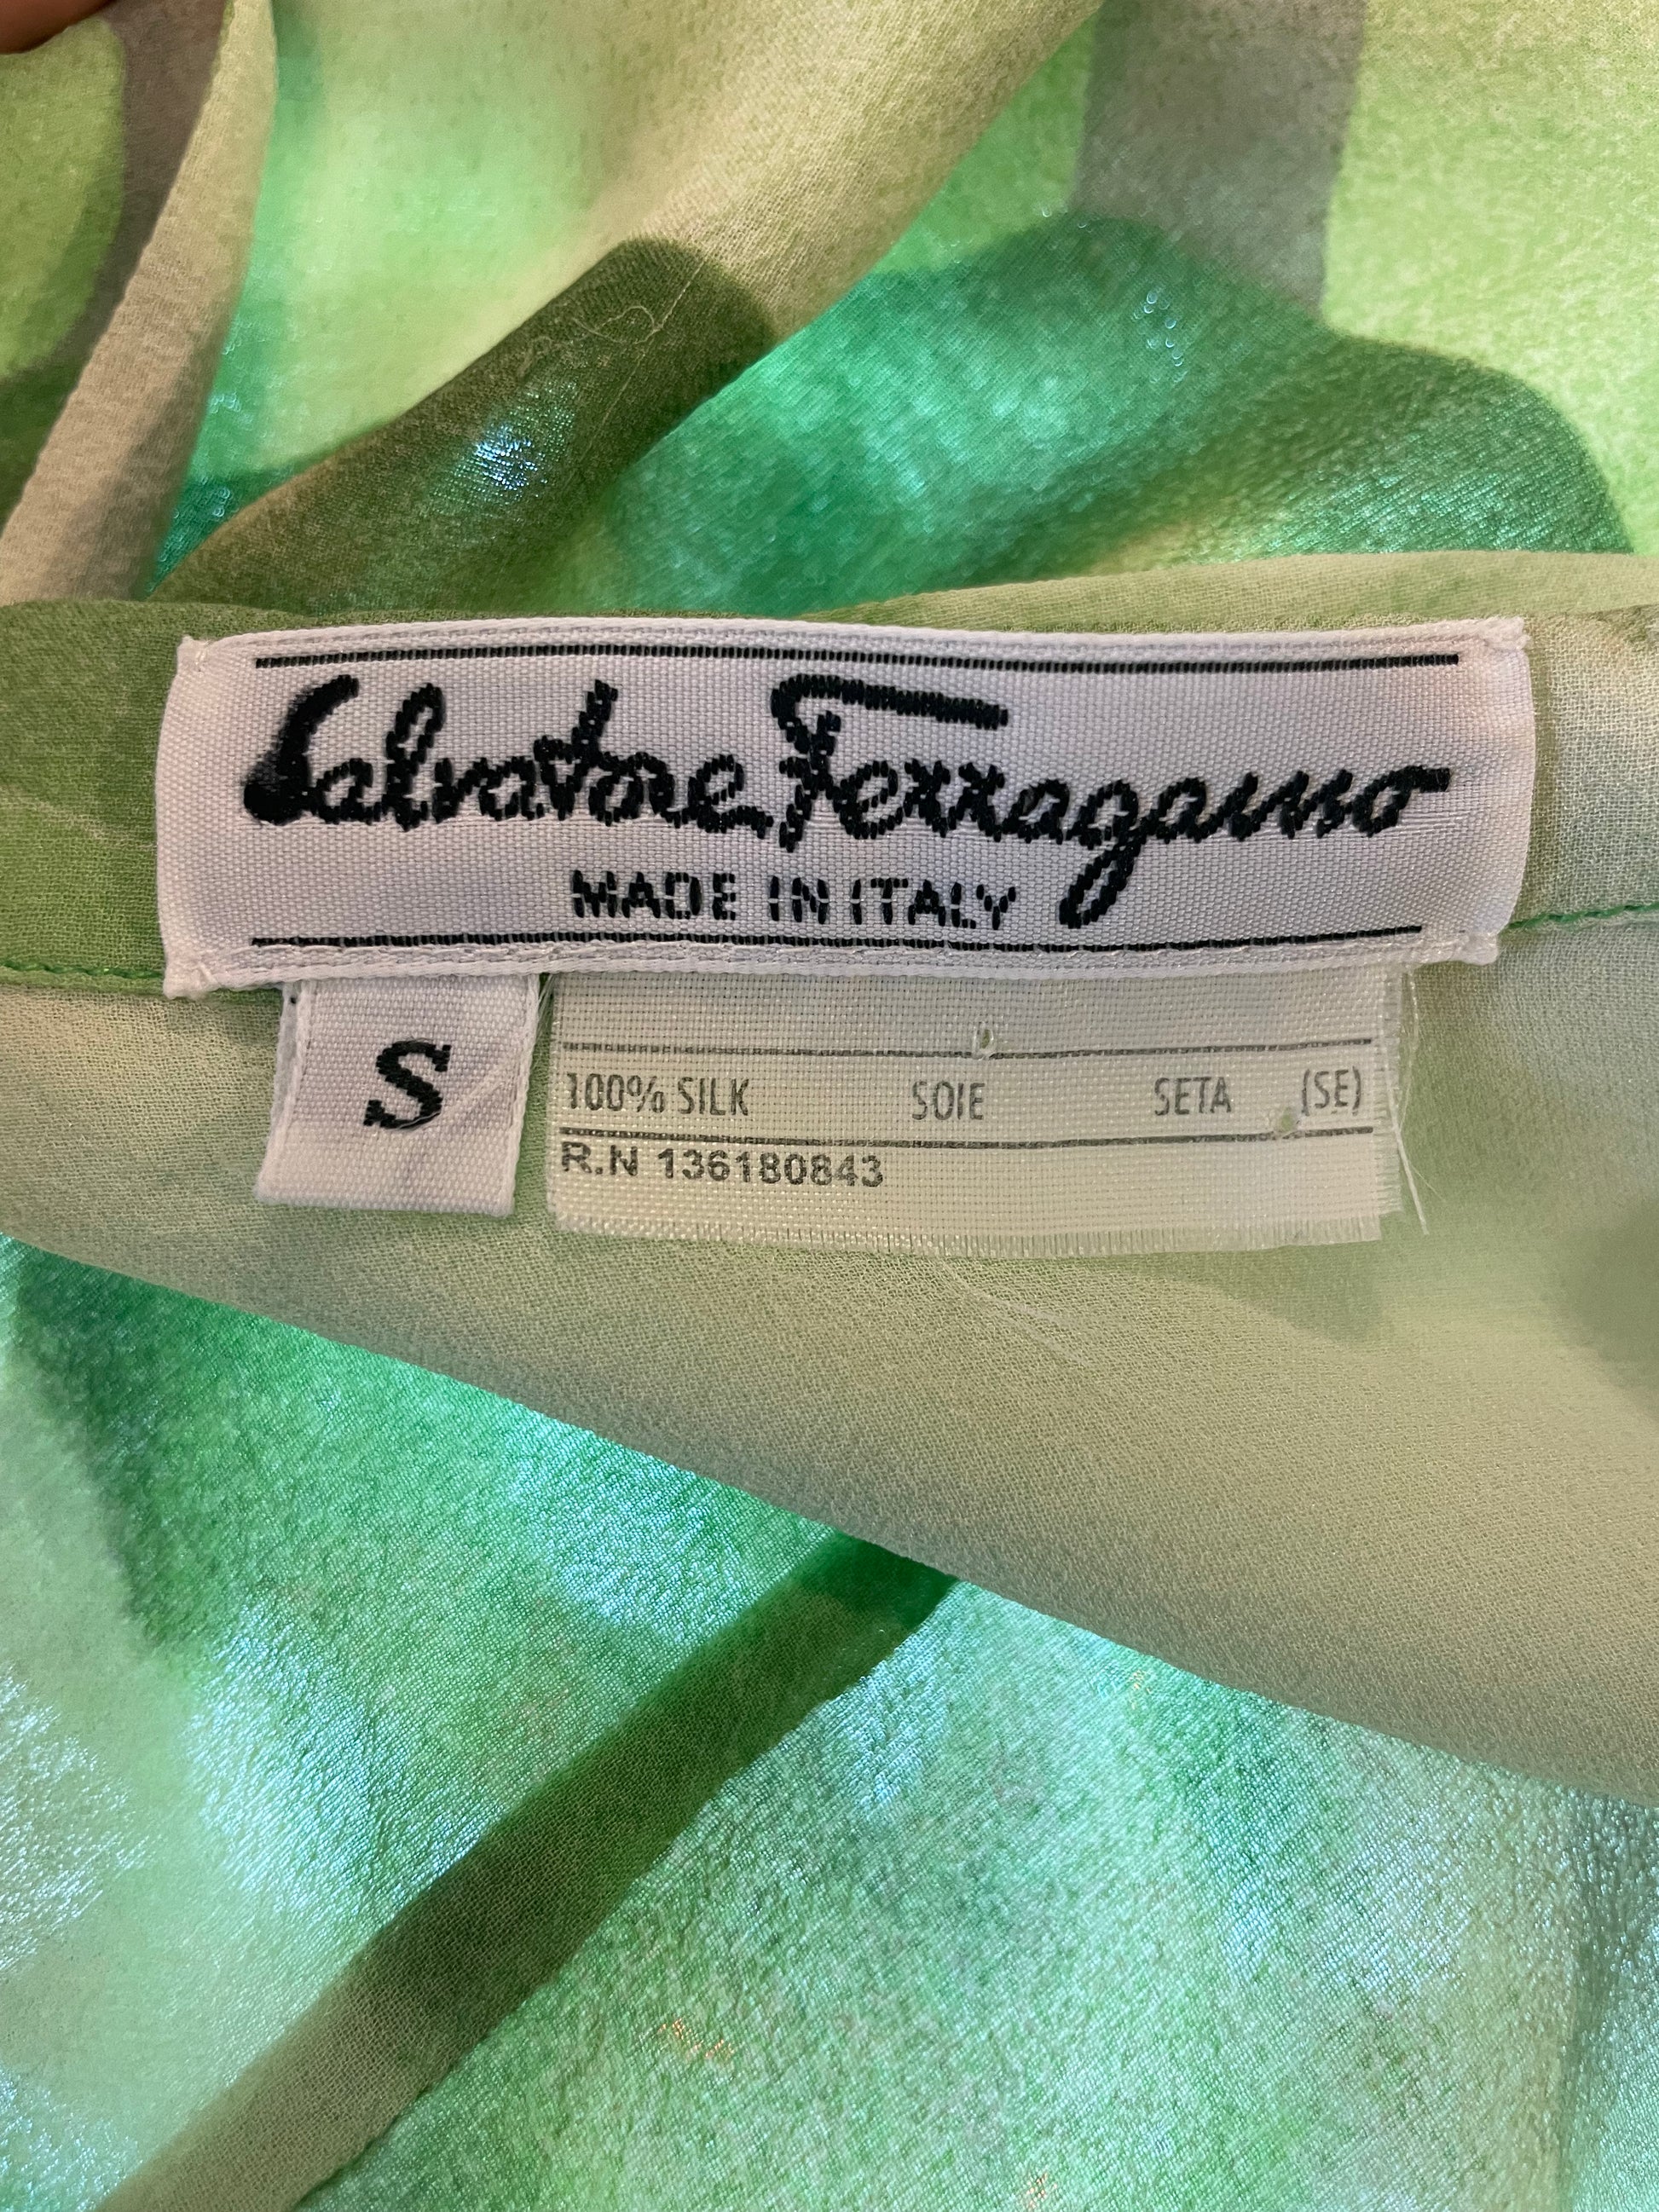 Salvatore Ferragamo
MADE IN ITALY
S
100% SILK SOIE SETA (SE)
R.N 136180843